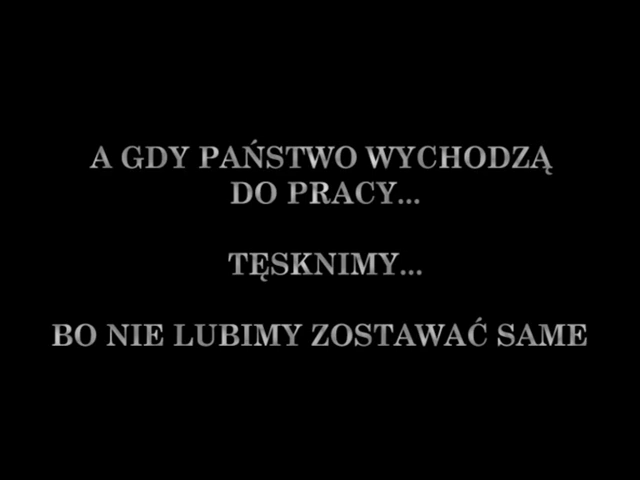 A GDY PAŃSTWO WYCHODZĄ
DO PRACY...
TĘSKNIMY...
BO NIE LUBIMY ZOSTAWAĆ SAME